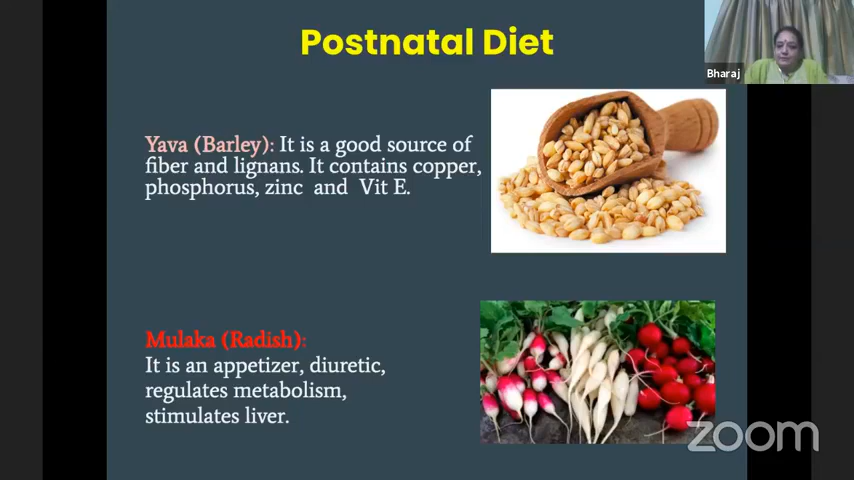 Postnatal Diet
Bharaj
Yava (Barley): It is a good source of
fiber and lignans. It contains copper,
phosphorus, zinc and Vit E.
Mulaka (Radish):
It is an appetizer, diuretic,
regulates metabolism,
stimulates liver.
zoom